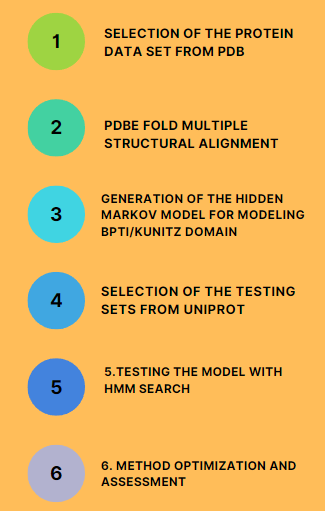 1
SELECTION OF THE PROTEIN
DATA SET FROM PDB
2
PDBE FOLD MULTIPLE
STRUCTURAL ALIGNMENT
3
GENERATION OF THE HIDDEN
MARKOV MODEL FOR MODELING
BPTI/KUNITZ DOMAIN
4
SELECTION OF THE TESTING
SETS FROM UNIPROT
5
5.TESTING THE MODEL WITH
HMM SEARCH
6
6. METHOD OPTIMIZATION AND
ASSESSMENT